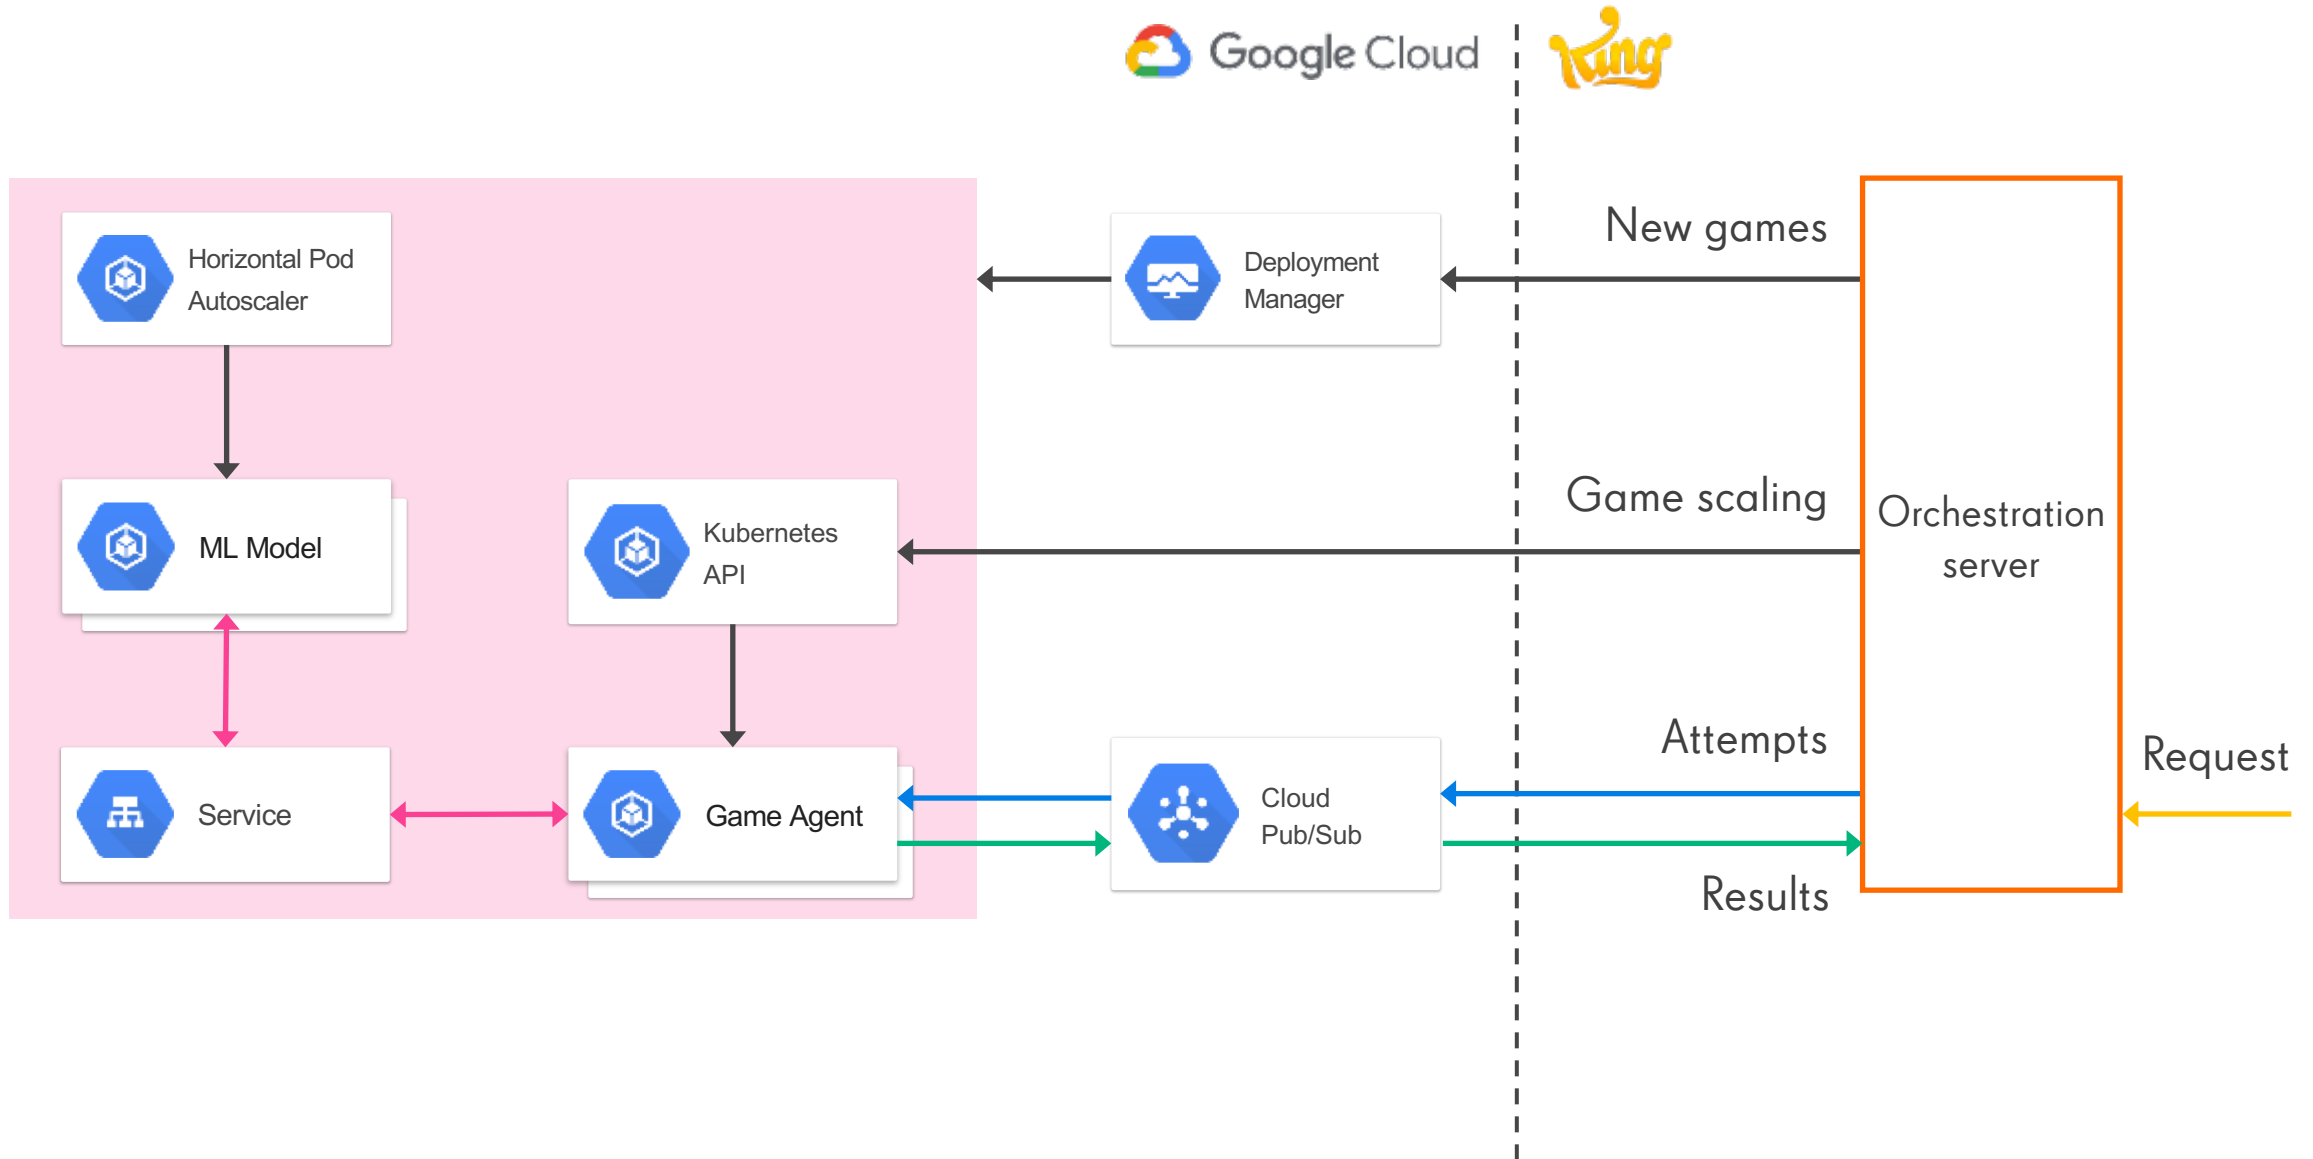 Google Cloud
King
Horizontal Pod
Autoscaler
Deployment
Manager
New games
ML Model
Kubernetes
API
Game scaling
Orchestration
server
Service
Game Agent
Cloud
Pub/Sub
Attempts
Results
Request